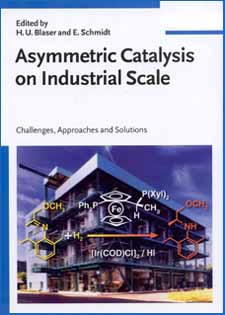 Edited by
H. U. Blaser and E. Schmidt
Asymmetric Catalysis
on Industrial Scale
Challenges, Approaches and Solutions
OCH3
N
+ H2
Ph2P
Fe
P(Xyl)2
CH3
H
[Ir(COD)Cl]2 / HI
OCH3
NH